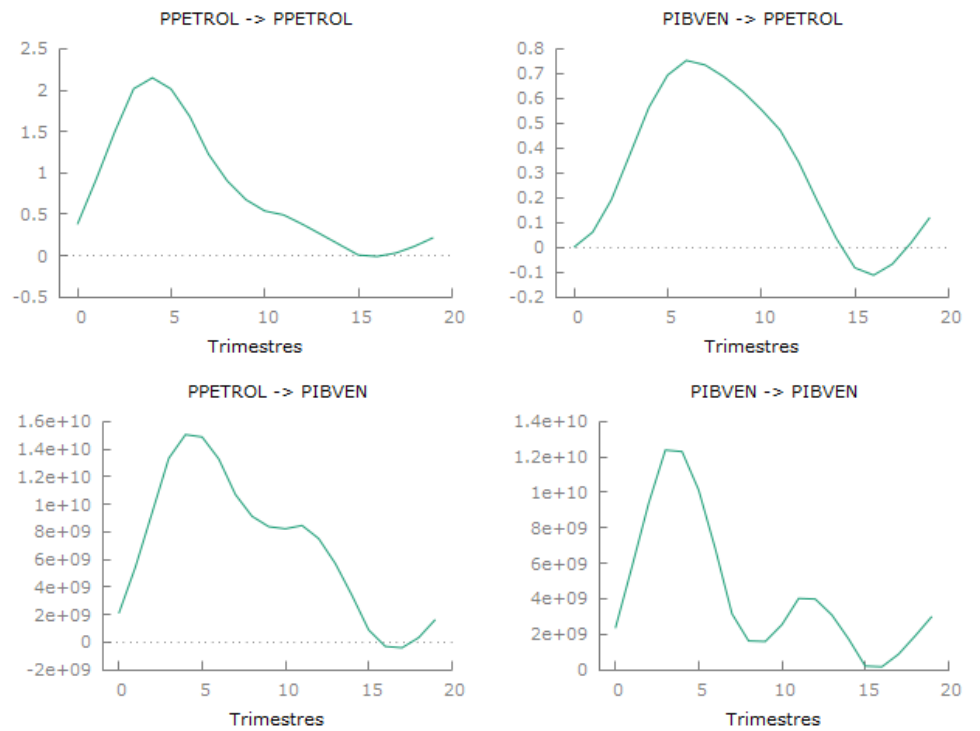 PPETROL -> PPETROL
2.5
2
1.5
1
0.5
0
-0.5
0 5 10 15 20
Trimestres
PIBVEN -> PPETROL
0.8
0.7
0.6
0.5
0.4
0.3
0.2
0.1
0
-0.1
-0.2
0 5 10 15 20
Trimestres
PPETROL -> PIBVEN
1.6e+10
1.4e+10
1.2e+10
1e+10
8e+09
6e+09
4e+09
2e+09
0
-2e+09
0 5 10 15 20
Trimestres
PIBVEN -> PIBVEN
1.4e+10
1.2e+10
1e+10
8e+09
6e+09
4e+09
2e+09
0
0 5 10 15 20
Trimestres